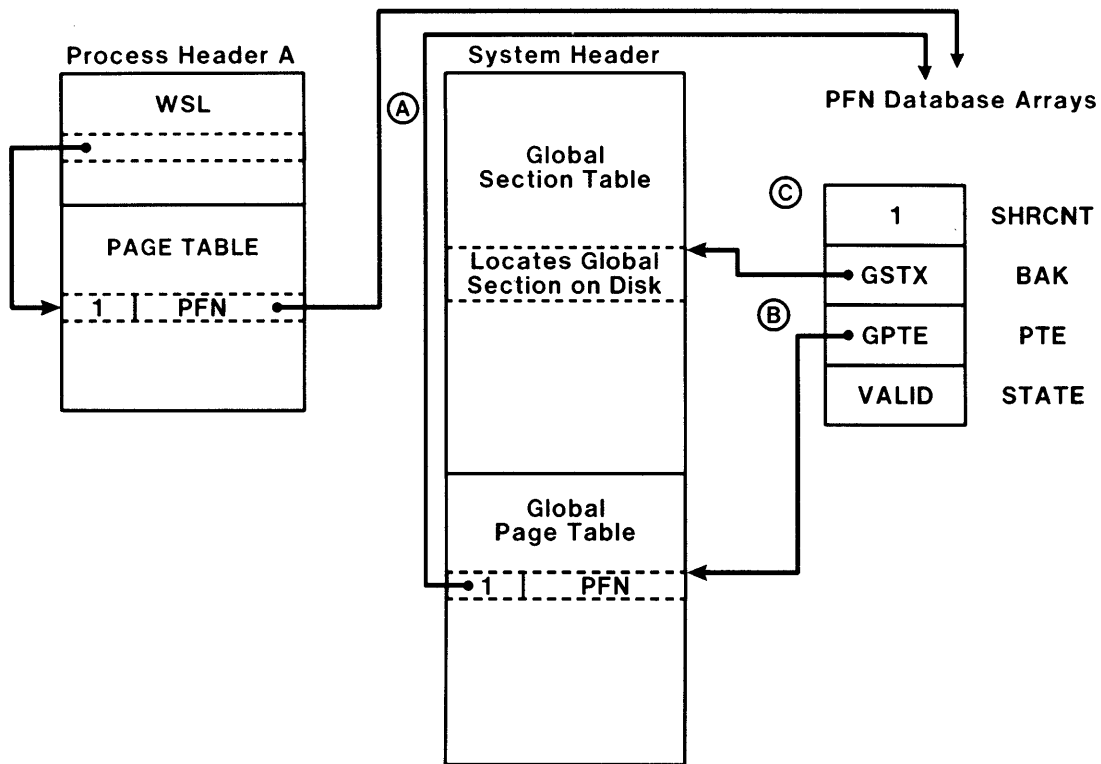 Process Header A
WSL
PAGE TABLE
1 PFN
System Header
A
Global
Section Table
Locates Global
Section on Disk
B
Global
Page Table
1 PFN
PFN Database Arrays
C
1 SHRCNT
GSTX BAK
GPTE PTE
VALID STATE